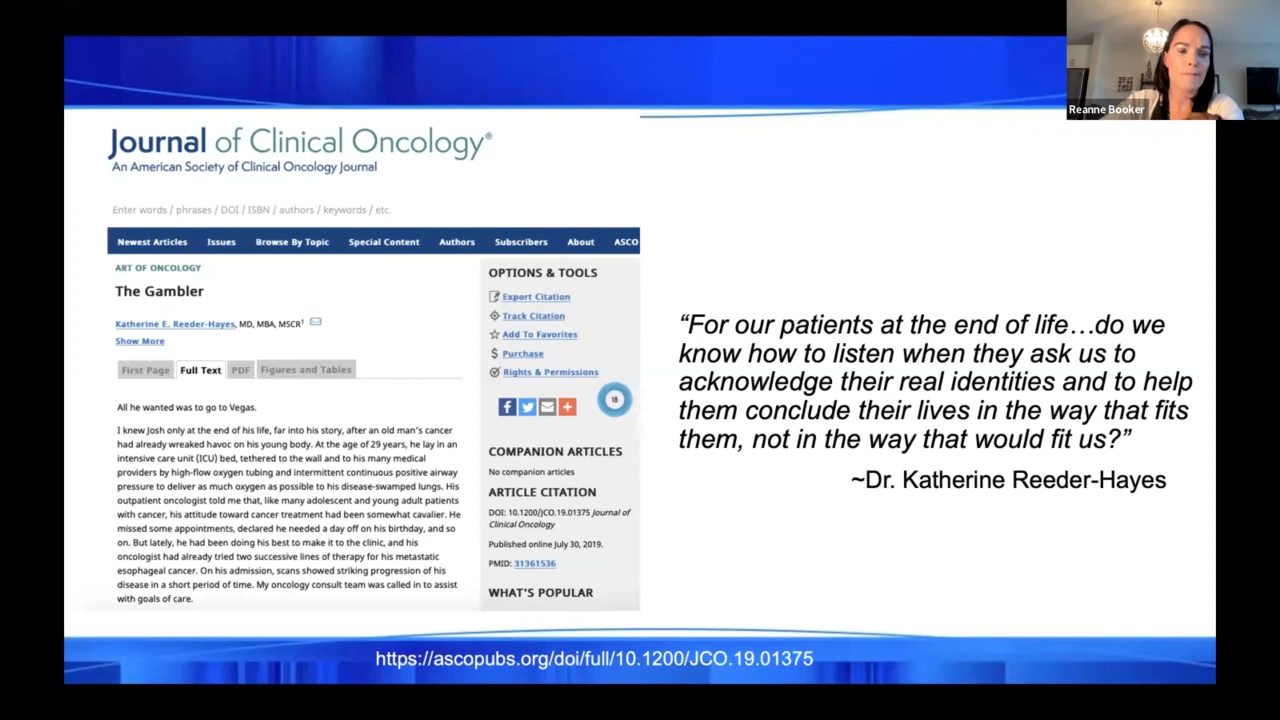 Reanne Booker
Journal of Clinical Oncology®
An American Society of Clinical Oncology Journal
Enter words / phrases / DOI / ISBN / authors / keywords / etc.
Newest Articles Issues Browse By Topic Special Content Authors Subscribers About ASCO
ART OF ONCOLOGY
The Gambler
Katherine E. Reeder-Hayes, MD, MBA, MSCR1
Show More
First Page Full Text PDF Figures and Tables
All he wanted was to go to Vegas.
I knew Josh only at the end of his life, far into his story, after an old man's cancer
had already wreaked havoc on his young body. At the age of 29 years, he lay in an
intensive care unit (ICU) bed, tethered to the wall and to his many medical
providers by high-flow oxygen tubing and intermittent continuous positive airway
pressure to deliver as much oxygen as possible to his disease-swamped lungs. His
outpatient oncologist told me that, like many adolescent and young adult patients
with cancer, his attitude toward cancer treatment had been somewhat cavalier. He
missed some appointments, declared he needed a day off on his birthday, and so
on. But lately, he had been doing his best to make it to the clinic, and his
oncologist had already tried two successive lines of therapy for his metastatic
esophageal cancer. On his admission, scans showed striking progression of his
disease in a short period of time. My oncology consult team was called in to assist
with goals of care.
OPTIONS & TOOLS
Export Citation
Track Citation
Add To Favorites
Purchase
Rights & Permissions
18
COMPANION ARTICLES
No companion articles
ARTICLE CITATION
DOI: 10.1200/JCO.19.01375 Journal of
Clinical Oncology
Published online July 30, 2019.
PMID: 31361536
WHAT'S POPULAR
“For our patients at the end of life…do we
know how to listen when they ask us to
acknowledge their real identities and to help
them conclude their lives in the way that fits
them, not in the way that would fit us?”
~Dr. Katherine Reeder-Hayes
https://ascopubs.org/doi/full/10.1200/JCO.19.01375